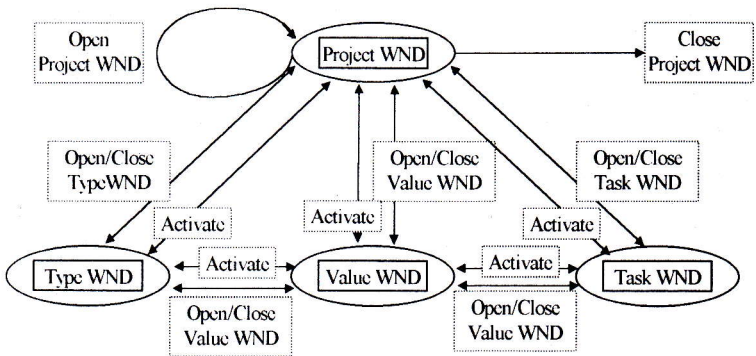 Open
Project WND
Project WND
Close
Project WND
Open/Close
TypeWND
Open/Close
Value WND
Open/Close
Task WND
Activate
Activate
Activate
Type WND
Activate
Value WND
Activate
Task WND
Open/Close
Value WND
Open/Close
Value WND